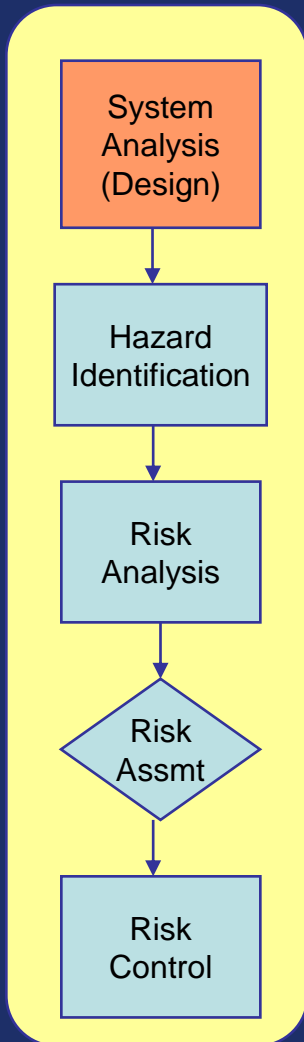 System
Analysis
(Design)
Hazard
Identification
Risk
Analysis
Risk
Assmt
Risk
Control